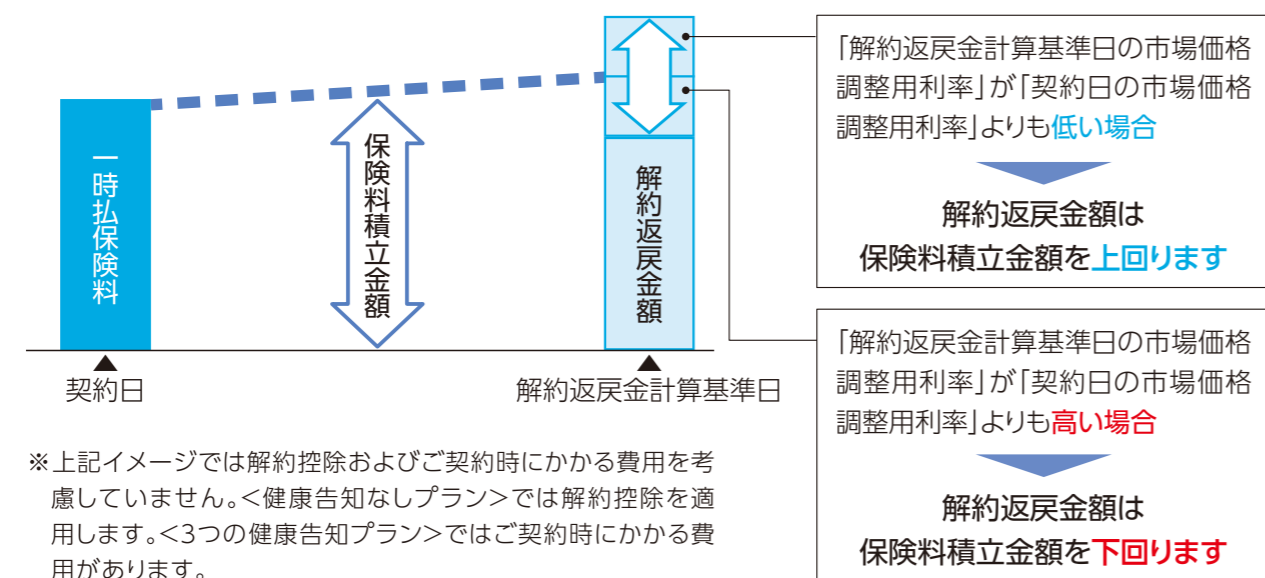 一時払保険料
保険料積立金額
解約返戻金額
契約日
解約返戻金計算基準日
「解約返戻金計算基準日の市場価格
調整用利率」が「契約日の市場価格
調整用利率」よりも低い場合
解約返戻金額は
保険料積立金額を上回ります
「解約返戻金計算基準日の市場価格
調整用利率」が「契約日の市場価格
調整用利率」よりも高い場合
解約返戻金額は
保険料積立金額を下回ります
※上記イメージでは解約控除およびご契約時にかかる費用を考
慮していません。<健康告知なしプラン>では解約控除を適
用します。<3つの健康告知プラン>ではご契約時にかかる費
用があります。